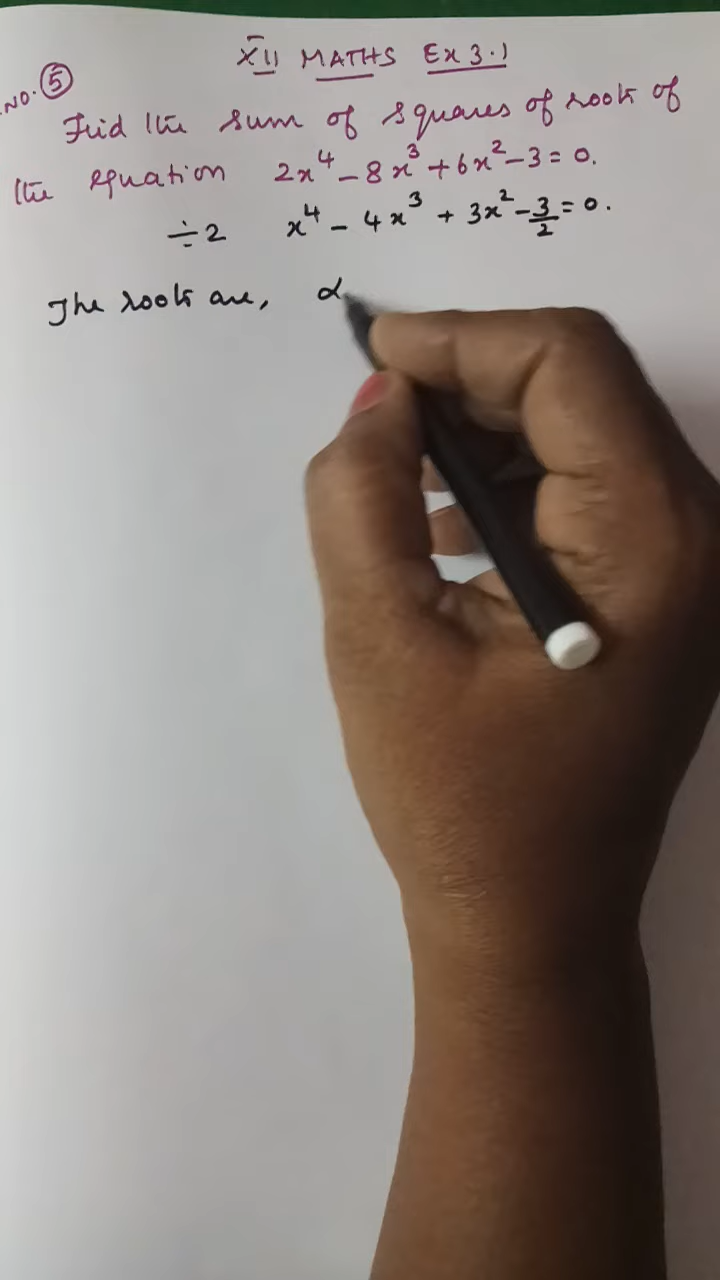 XII MATHS Ex 3.1
NO. 5
Find the sum of squares of roots of
the equation 2x⁴ - 8x³ + 6x² - 3 = 0.
÷ 2 x⁴ - 4x³ + 3x² - 3/2 = 0.
The roots are, α